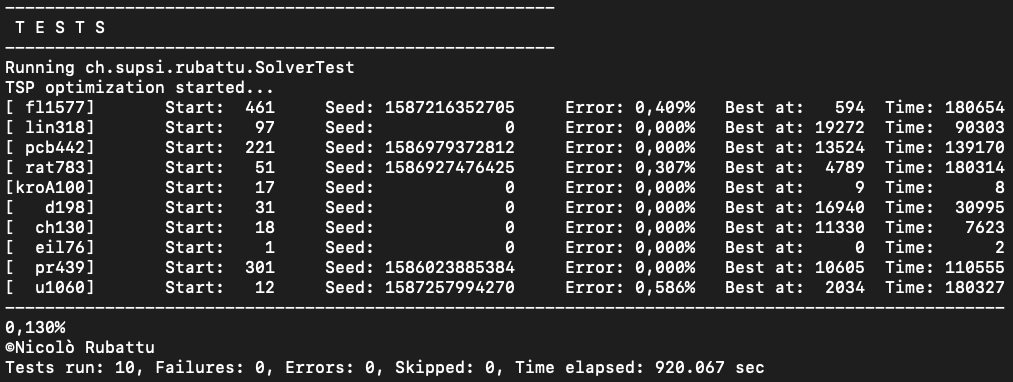 -------------------------------------------------------
 T E S T S
-------------------------------------------------------
Running ch.supsi.rubattu.SolverTest
TSP optimization started...
[ fl1577]       Start:  461     Seed: 1587216352705     Error: 0,409%   Best at:   594  Time: 180654
[ lin318]       Start:   97     Seed:             0     Error: 0,000%   Best at: 19272  Time:  90303
[ pcb442]       Start:  221     Seed: 1586979372812     Error: 0,000%   Best at: 13524  Time: 139170
[ rat783]       Start:   51     Seed: 1586927476425     Error: 0,307%   Best at:  4789  Time: 180314
[kroA100]       Start:   17     Seed:             0     Error: 0,000%   Best at:     9  Time:      8
[   d198]       Start:   31     Seed:             0     Error: 0,000%   Best at: 16940  Time:  30995
[  ch130]       Start:   18     Seed:             0     Error: 0,000%   Best at: 11330  Time:   7623
[  eil76]       Start:    1     Seed:             0     Error: 0,000%   Best at:     0  Time:      2
[  pr439]       Start:  301     Seed: 1586023885384     Error: 0,000%   Best at: 10605  Time: 110555
[  u1060]       Start:   12     Seed: 1587257994270     Error: 0,586%   Best at:  2034  Time: 180327
----------------------------------------------------------------------------------------------------
0,130%
©Nicolò Rubattu
Tests run: 10, Failures: 0, Errors: 0, Skipped: 0, Time elapsed: 920.067 sec